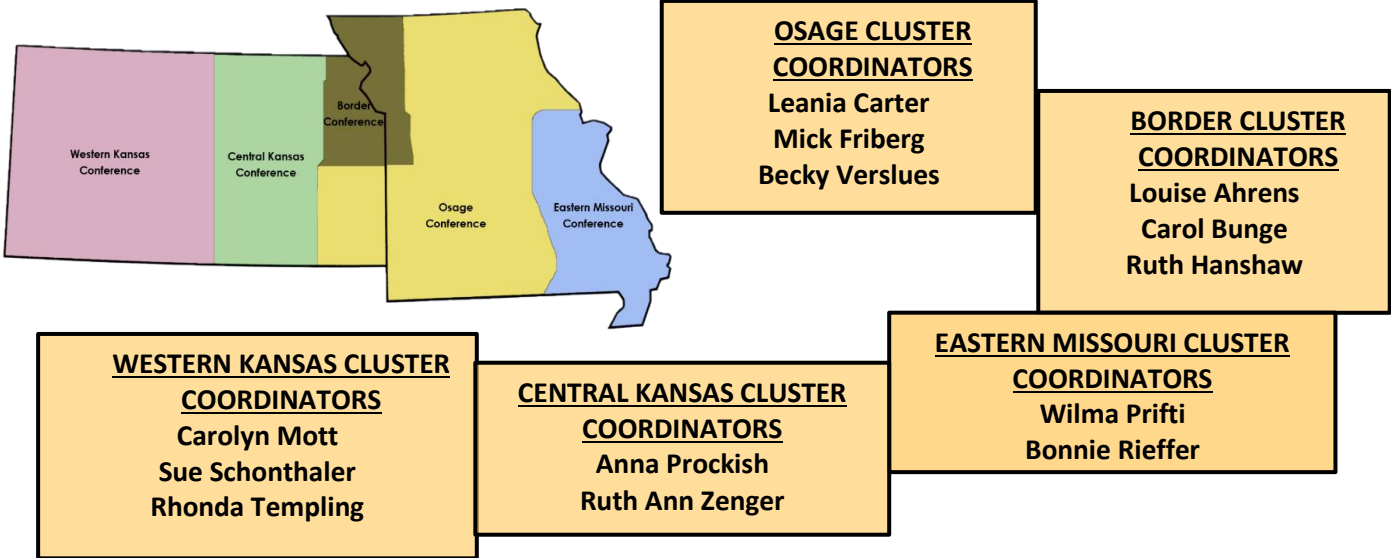 Western Kansas
Conference
Central Kansas
Conference
Border
Conference
Osage
Conference
Eastern Missouri
Conference
OSAGE CLUSTER
COORDINATORS
Leania Carter
Mick Friberg
Becky Verslues
BORDER CLUSTER
COORDINATORS
Louise Ahrens
Carol Bunge
Ruth Hanshaw
WESTERN KANSAS CLUSTER
COORDINATORS
Carolyn Mott
Sue Schonthaler
Rhonda Templing
CENTRAL KANSAS CLUSTER
COORDINATORS
Anna Prockish
Ruth Ann Zenger
EASTERN MISSOURI CLUSTER
COORDINATORS
Wilma Prifti
Bonnie Rieffer